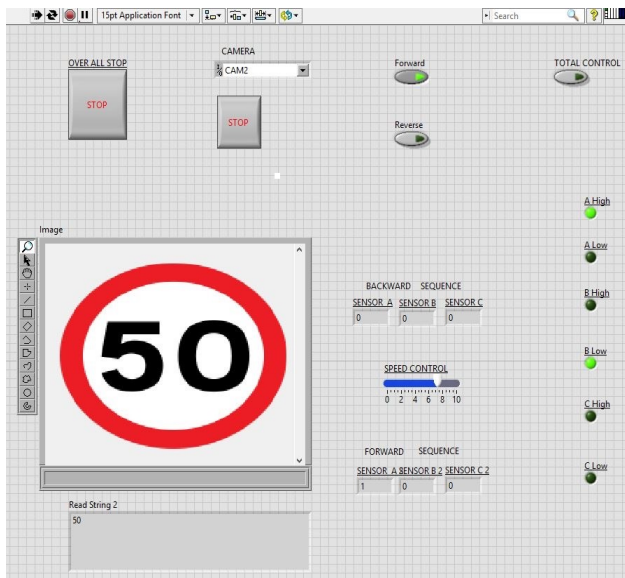 15pt Application Font
Search
OVER ALL STOP
STOP
CAMERA
CAM2
STOP
Forward
Reverse
TOTAL CONTROL
A High
A Low
B High
B Low
C High
C Low
Image
50
BACKWARD SEQUENCE
SENSOR A SENSOR B SENSOR C
0 0 0
SPEED CONTROL
0 2 4 6 8 10
FORWARD SEQUENCE
SENSOR A SENSOR B 2 SENSOR C 2
1 0 0
Read String 2
50